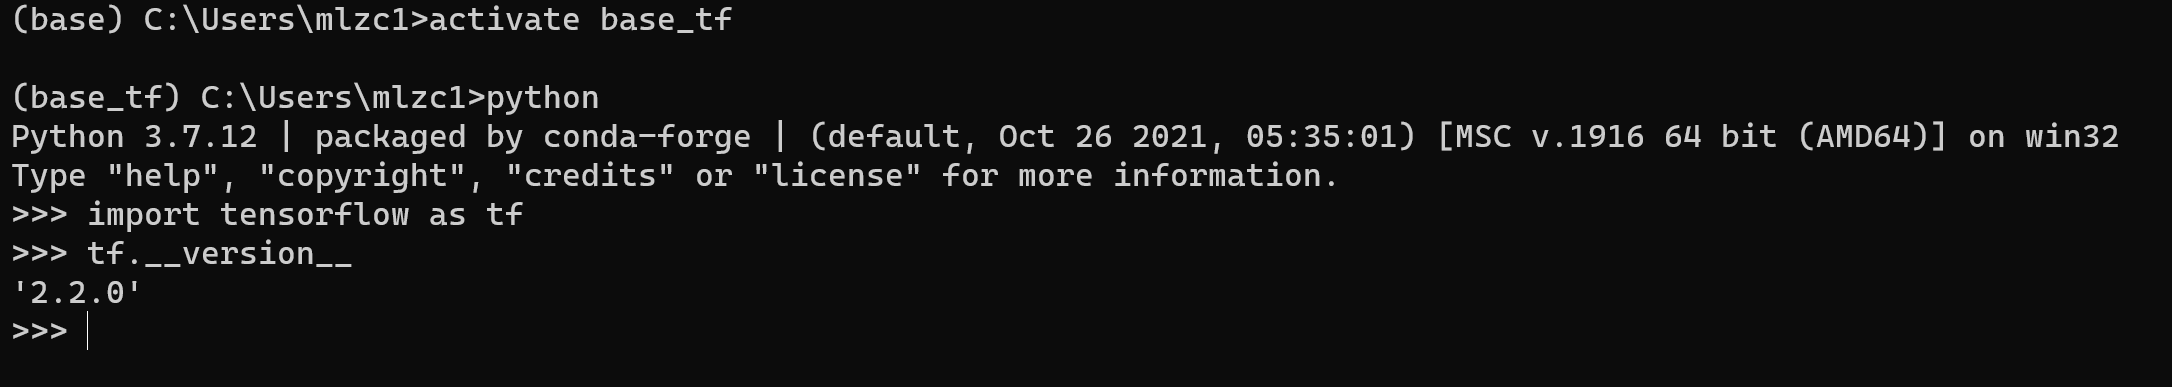 (base) C:\Users\mlzc1>activate base_tf
(base_tf) C:\Users\mlzc1>python
Python 3.7.12 | packaged by conda-forge | (default, Oct 26 2021, 05:35:01) [MSC v.1916 64 bit (AMD64)] on win32
Type "help", "copyright", "credits" or "license" for more information.
>>> import tensorflow as tf
>>> tf.__version__
'2.2.0'
>>>